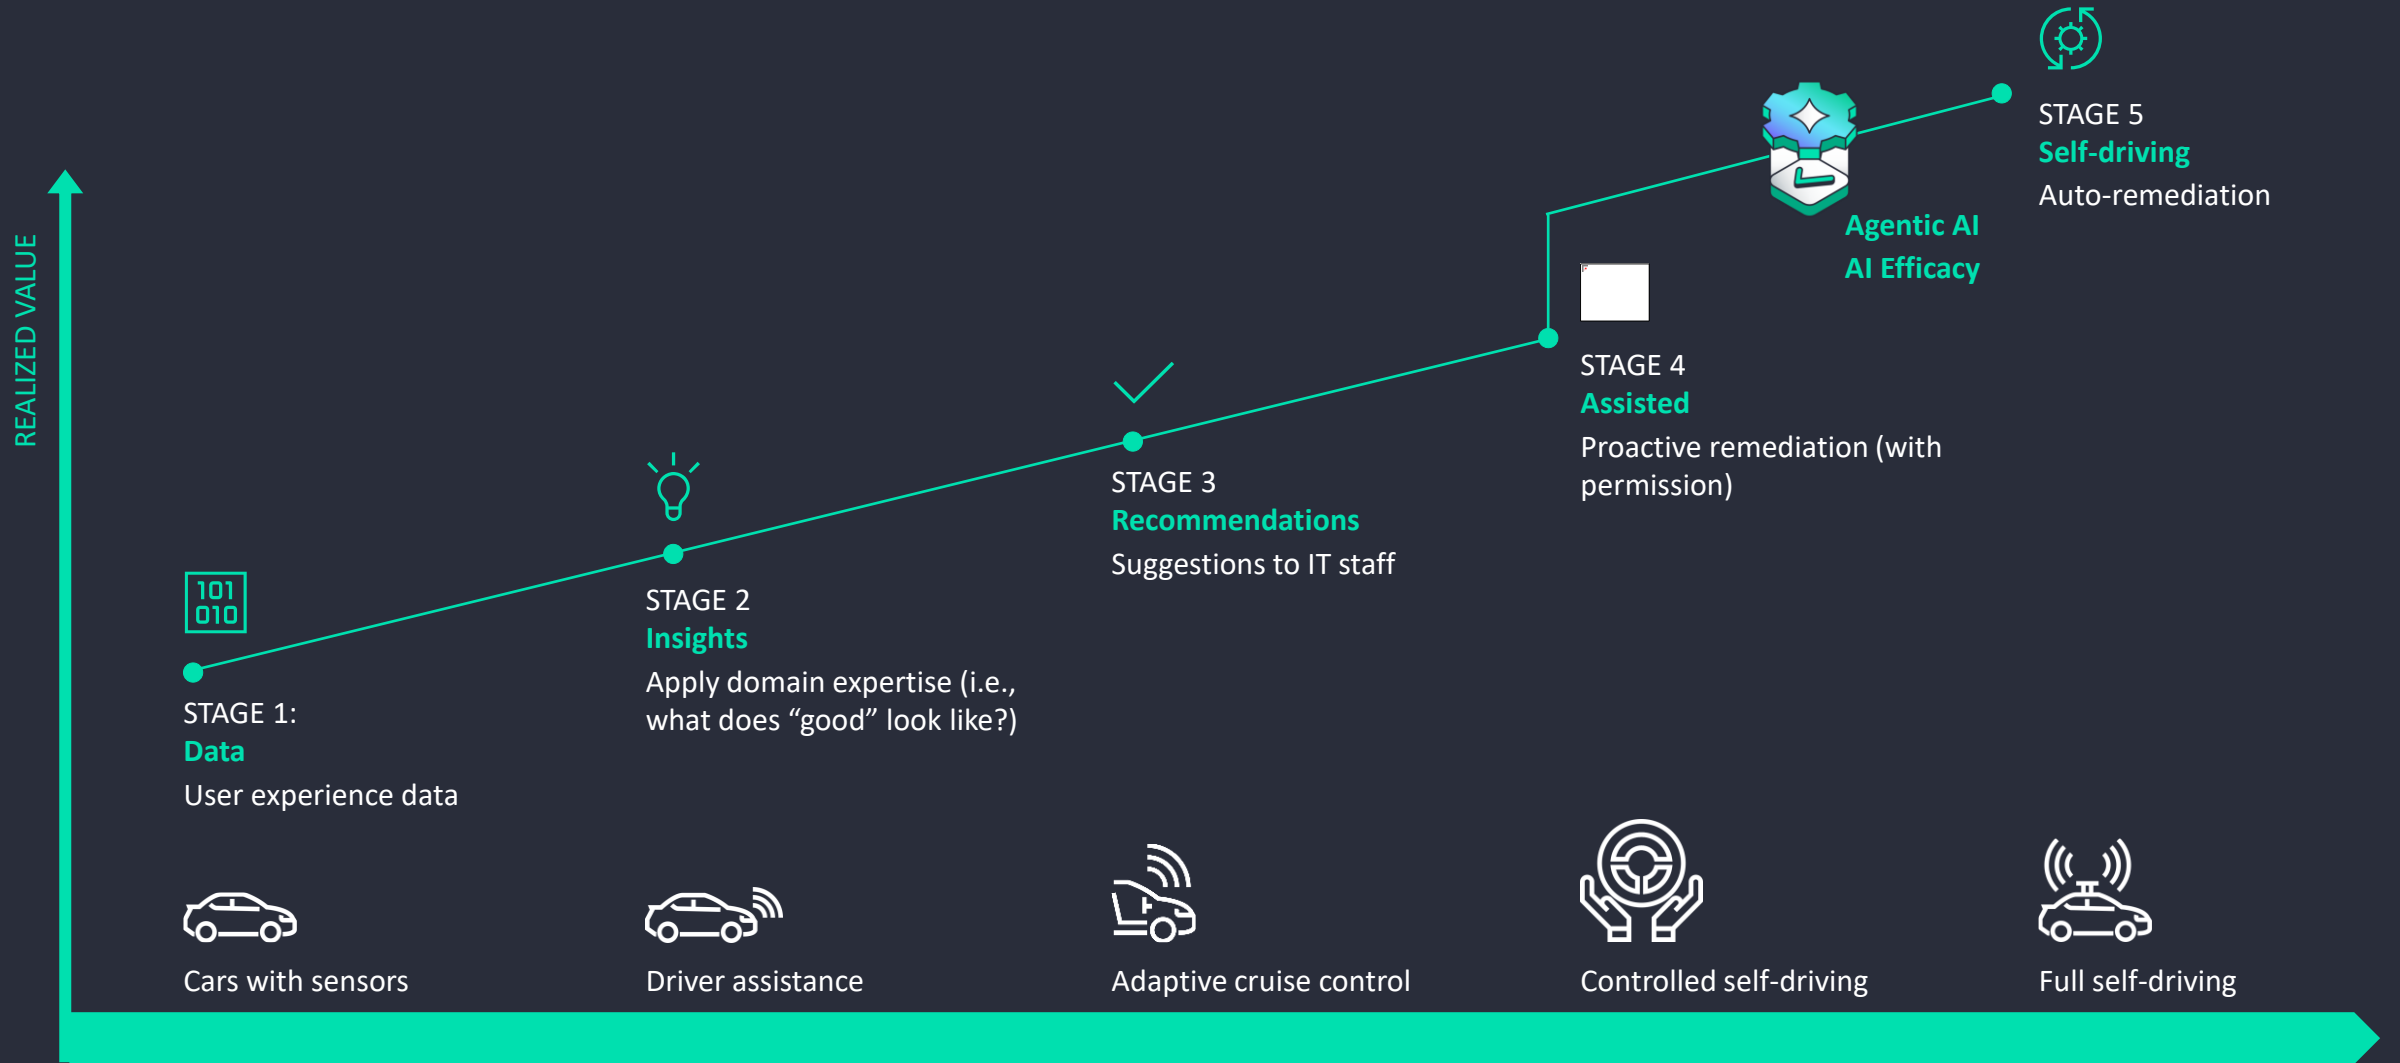 REALIZED VALUE
101
010
STAGE 1:
Data
User experience data
STAGE 2
Insights
Apply domain expertise (i.e.,
what does “good” look like?)
STAGE 3
Recommendations
Suggestions to IT staff
STAGE 4
Assisted
Proactive remediation (with
permission)
Agentic AI
AI Efficacy
STAGE 5
Self-driving
Auto-remediation
Cars with sensors
Driver assistance
Adaptive cruise control
Controlled self-driving
Full self-driving